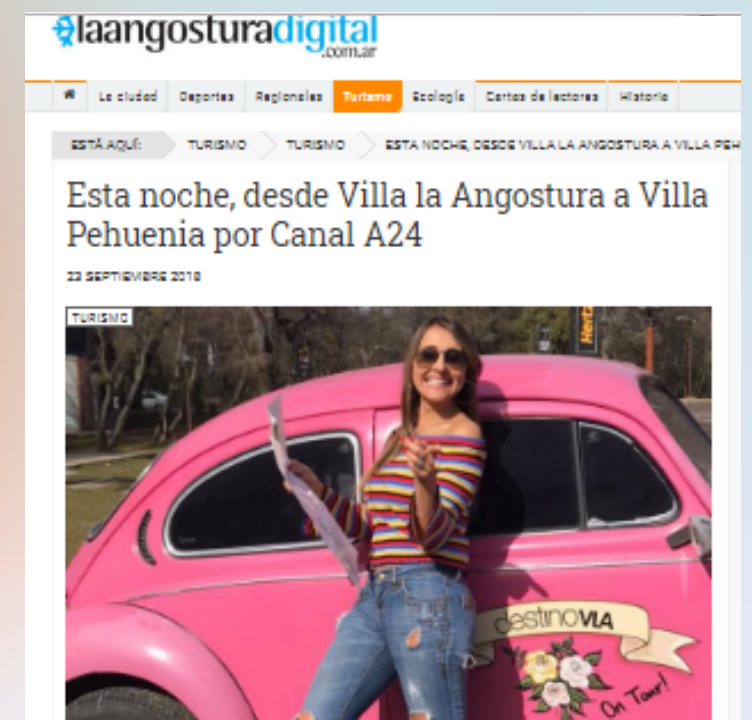 laangosturadigital
.com.ar
La ciudad Deportes Regionales Turismo Ecología Cartas de lectores Historia
ESTÁ AQUÍ: TURISMO TURISMO ESTA NOCHE, DESDE VILLA LA ANGOSTURA A VILLA PEH
Esta noche, desde Villa la Angostura a Villa
Pehuenia por Canal A24
23 SEPTIEMBRE 2018
TURISMO
Hertz
destinoVLA
On Tour!